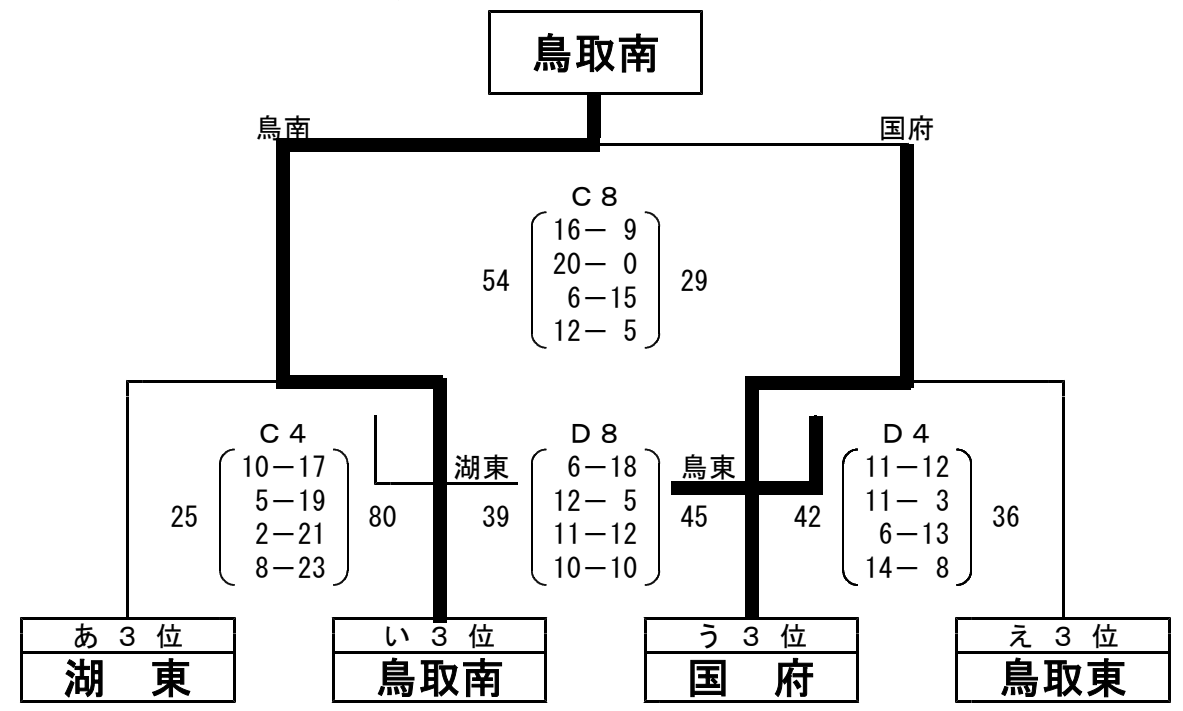 鳥取南
鳥南 国府
C8
16－ 9
20－ 0
54 29
6－15
12－ 5
C4 D8 D4
10－17 湖東 6－18 鳥東 11－12
5－19 12－ 5 11－ 3
25 80 39 45 42 36
2－21 11－12 6－13
8－23 10－10 14－ 8
あ3位 い3位 う3位 え3位
湖 東 鳥取南 国 府 鳥取東